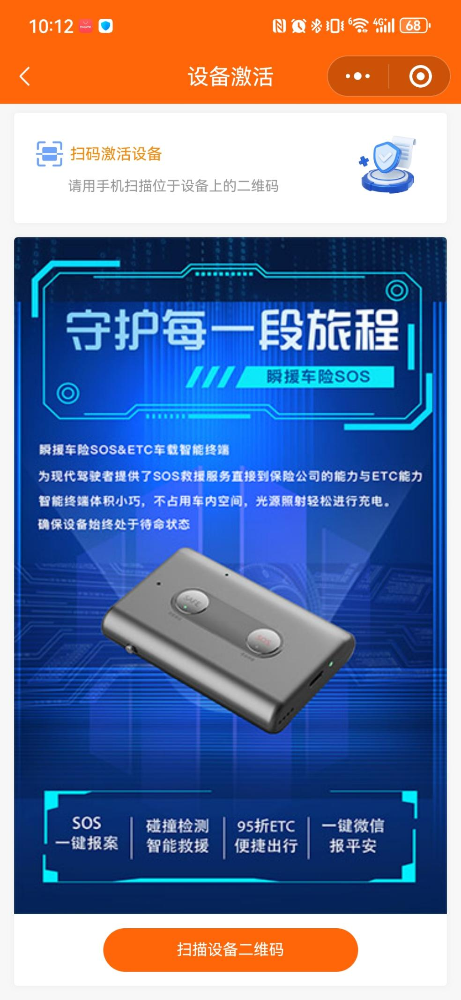 10:12
HUAWEI
6
4G+
68
设备激活
扫码激活设备
请用手机扫描位于设备上的二维码
守护每一段旅程
瞬援车险SOS
瞬援车险SOS&ETC车载智能终端
为现代驾驶者提供了SOS救援服务直接到保险公司的能力与ETC能力
智能终端体积小巧，不占用车内空间，光源照射轻松进行充电。
确保设备始终处于待命状态
SAFE
SOS
SOS
一键报案
碰撞检测
智能救援
95折ETC
便捷出行
一键微信
报平安
扫描设备二维码